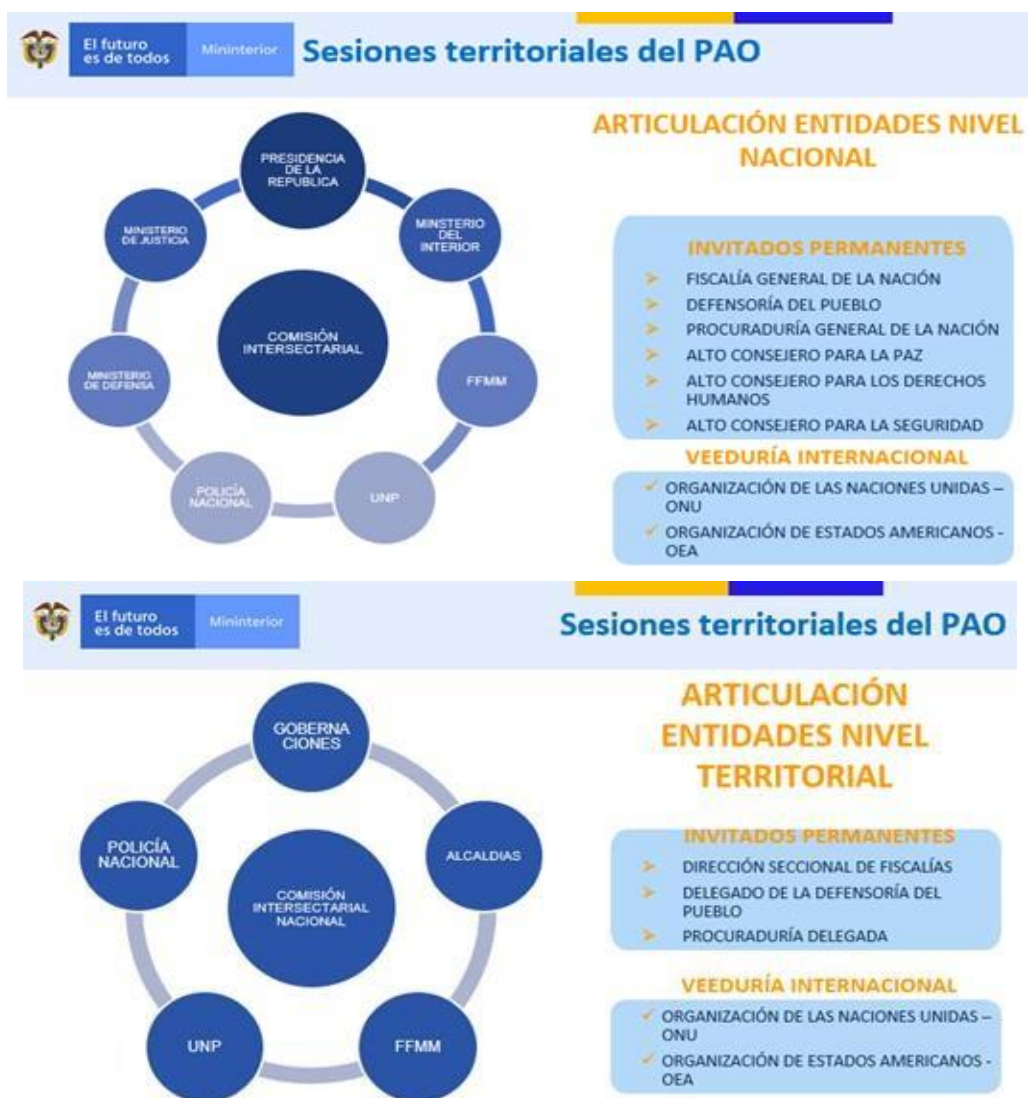 El futuro
es de todos
Mininterior
Sesiones territoriales del PAO
PRESIDENCIA
DE LA
REPUBLICA
MINSTERIO
DEL
INTERIOR
FFMM
UNP
POLICÍA
NACIONAL
MINISTERIO
DE DEFENSA
MINISTERIO
DE JUSTICIA
COMISIÓN
INTERSECTARIAL
ARTICULACIÓN ENTIDADES NIVEL
NACIONAL
INVITADOS PERMANENTES
➤ FISCALÍA GENERAL DE LA NACIÓN
➤ DEFENSORÍA DEL PUEBLO
➤ PROCURADURÍA GENERAL DE LA NACIÓN
➤ ALTO CONSEJERO PARA LA PAZ
➤ ALTO CONSEJERO PARA LOS DERECHOS
HUMANOS
➤ ALTO CONSEJERO PARA LA SEGURIDAD
VEEDURÍA INTERNACIONAL
✓ ORGANIZACIÓN DE LAS NACIONES UNIDAS –
ONU
✓ ORGANIZACIÓN DE ESTADOS AMERICANOS -
OEA
El futuro
es de todos
Mininterior
Sesiones territoriales del PAO
GOBERNA
CIONES
ALCALDIAS
FFMM
UNP
POLICÍA
NACIONAL
COMISIÓN
INTERSECTARIAL
NACIONAL
ARTICULACIÓN
ENTIDADES NIVEL
TERRITORIAL
INVITADOS PERMANENTES
➤ DIRECCIÓN SECCIONAL DE FISCALÍAS
➤ DELEGADO DE LA DEFENSORÍA DEL
PUEBLO
➤ PROCURADURÍA DELEGADA
VEEDURÍA INTERNACIONAL
✓ ORGANIZACIÓN DE LAS NACIONES UNIDAS –
ONU
✓ ORGANIZACIÓN DE ESTADOS AMERICANOS -
OEA